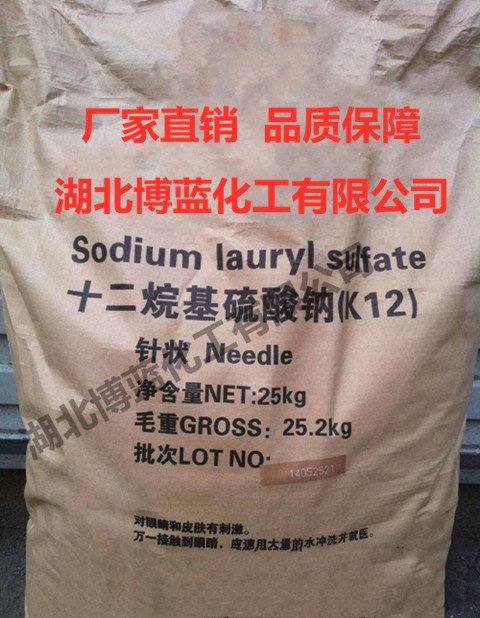 厂家直销 品质保障
湖北博蓝化工有限公司
Sodium lauryl sulfate
十二烷基硫酸钠(K12)
针状 Needle
净含量NET:25kg
毛重GROSS: 25.2kg
批次LOT NO:
14052521
对眼睛和皮肤有刺激。
万一接触到眼睛，应速用大量的水冲洗并就医。
湖北博蓝化工有限公司